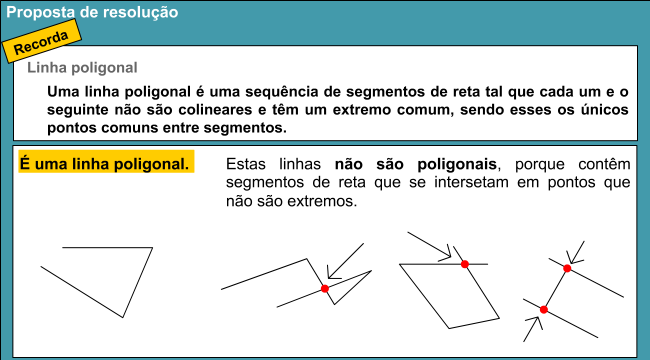 Proposta de resolução
Recorda
Linha poligonal
Uma linha poligonal é uma sequência de segmentos de reta tal que cada um e o
seguinte não são colineares e têm um extremo comum, sendo esses os únicos
pontos comuns entre segmentos.
É uma linha poligonal.
Estas linhas não são poligonais, porque contêm
segmentos de reta que se intersetam em pontos que
não são extremos.